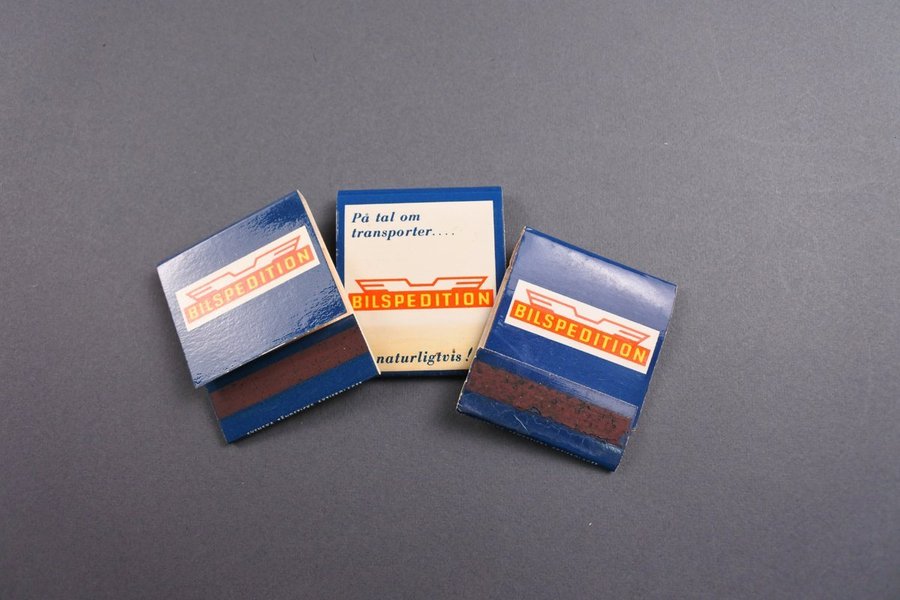 BILSPEDITION
På tal om
transporter....
BILSPEDITION
naturligtvis!
BILSPEDITION